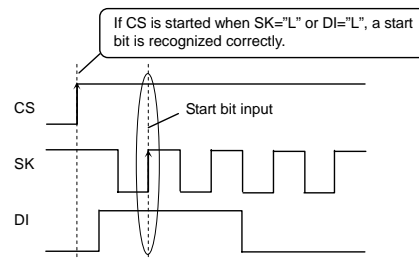 If CS is started when SK=”L” or DI=”L”, a start
bit is recognized correctly.
CS
Start bit input
SK
DI